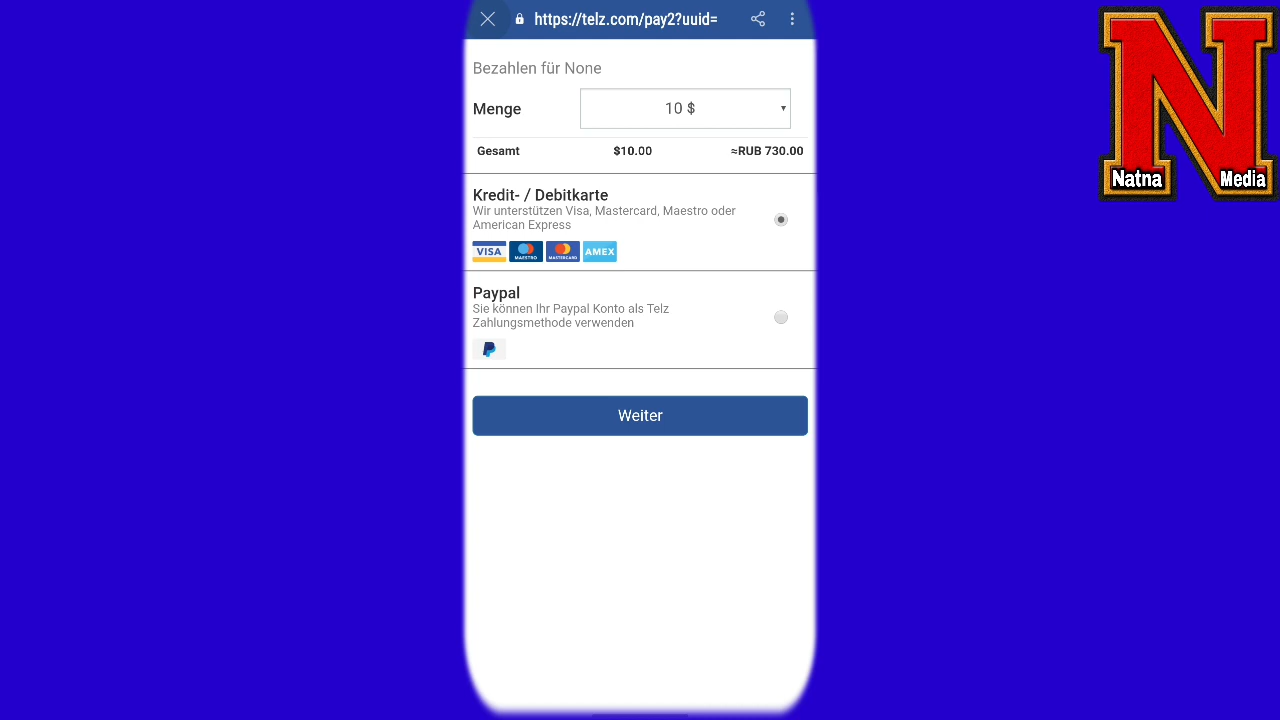 https://telz.com/pay2?uuid=
Bezahlen für None
Menge 10 $
Gesamt $10.00 ≈RUB 730.00
Kredit- / Debitkarte
Wir unterstützen Visa, Mastercard, Maestro oder
American Express
VISA MAESTRO MASTERCARD AMEX
Paypal
Sie können Ihr Paypal Konto als Telz
Zahlungsmethode verwenden
Weiter
N
Natna Media